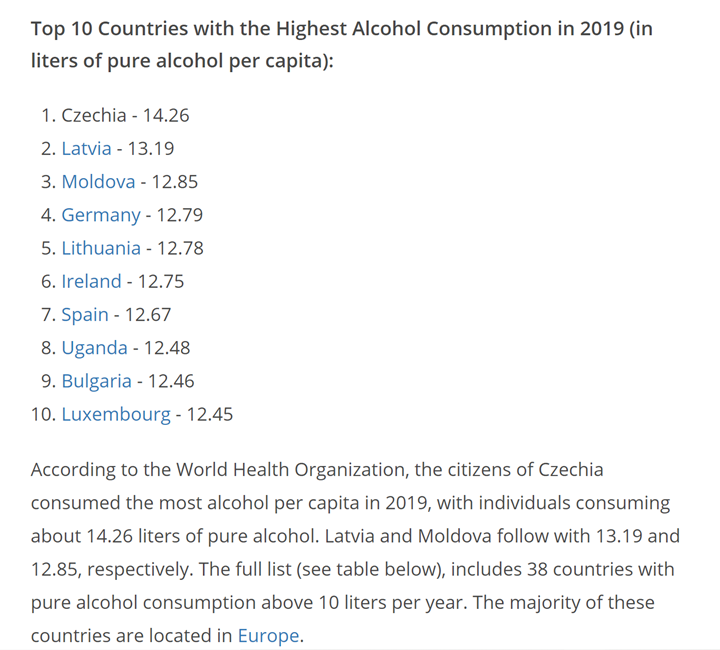 Top 10 Countries with the Highest Alcohol Consumption in 2019 (in
liters of pure alcohol per capita):
1. Czechia - 14.26
2. Latvia - 13.19
3. Moldova - 12.85
4. Germany - 12.79
5. Lithuania - 12.78
6. Ireland - 12.75
7. Spain - 12.67
8. Uganda - 12.48
9. Bulgaria - 12.46
10. Luxembourg - 12.45
According to the World Health Organization, the citizens of Czechia
consumed the most alcohol per capita in 2019, with individuals consuming
about 14.26 liters of pure alcohol. Latvia and Moldova follow with 13.19 and
12.85, respectively. The full list (see table below), includes 38 countries with
pure alcohol consumption above 10 liters per year. The majority of these
countries are located in Europe.